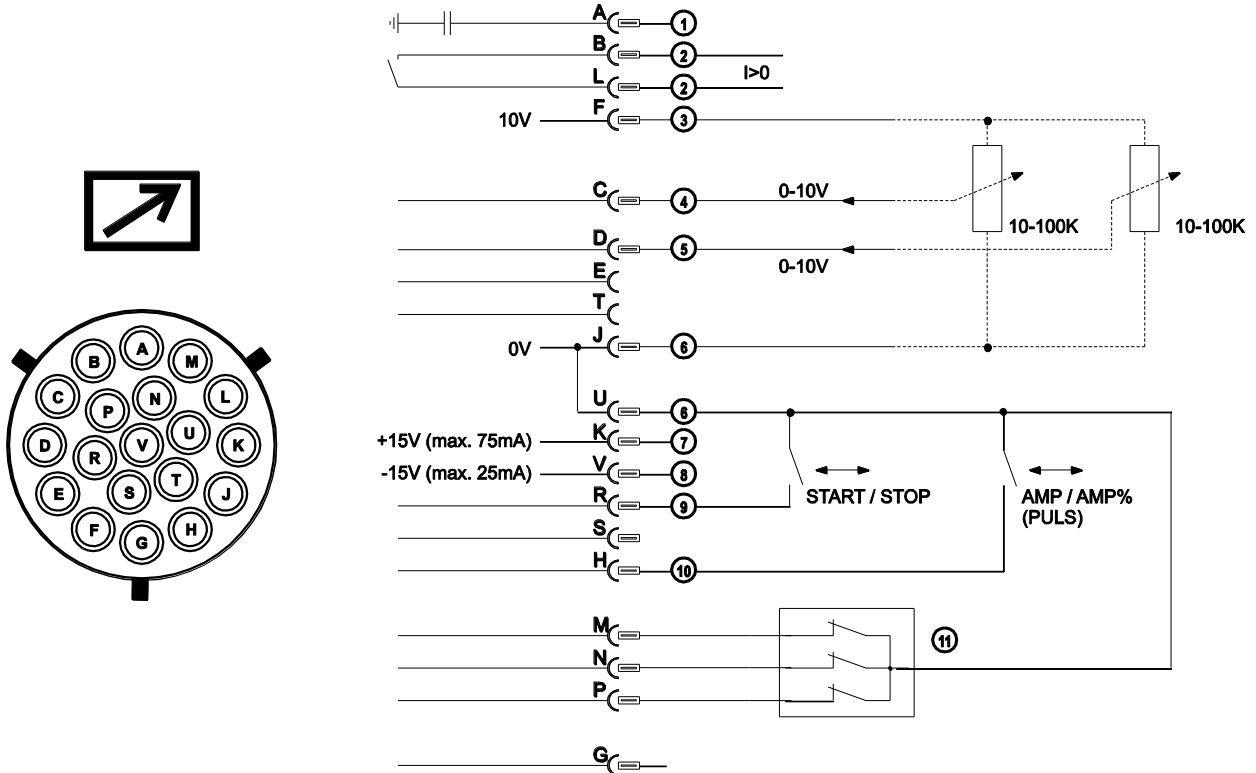 A 1
B 2
I>0
L 2
10V F 3
C 4 0-10V
10-100K 10-100K
D 5
0-10V
E
T
0V J 6
U 6
+15V (max. 75mA) K 7
-15V (max. 25mA) V 8
START / STOP AMP / AMP%
(PULS)
R 9
S
H 10
M
11
N
P
G
A
B M
C N L
P
U
D V K
R
T
S
E J
F H
G